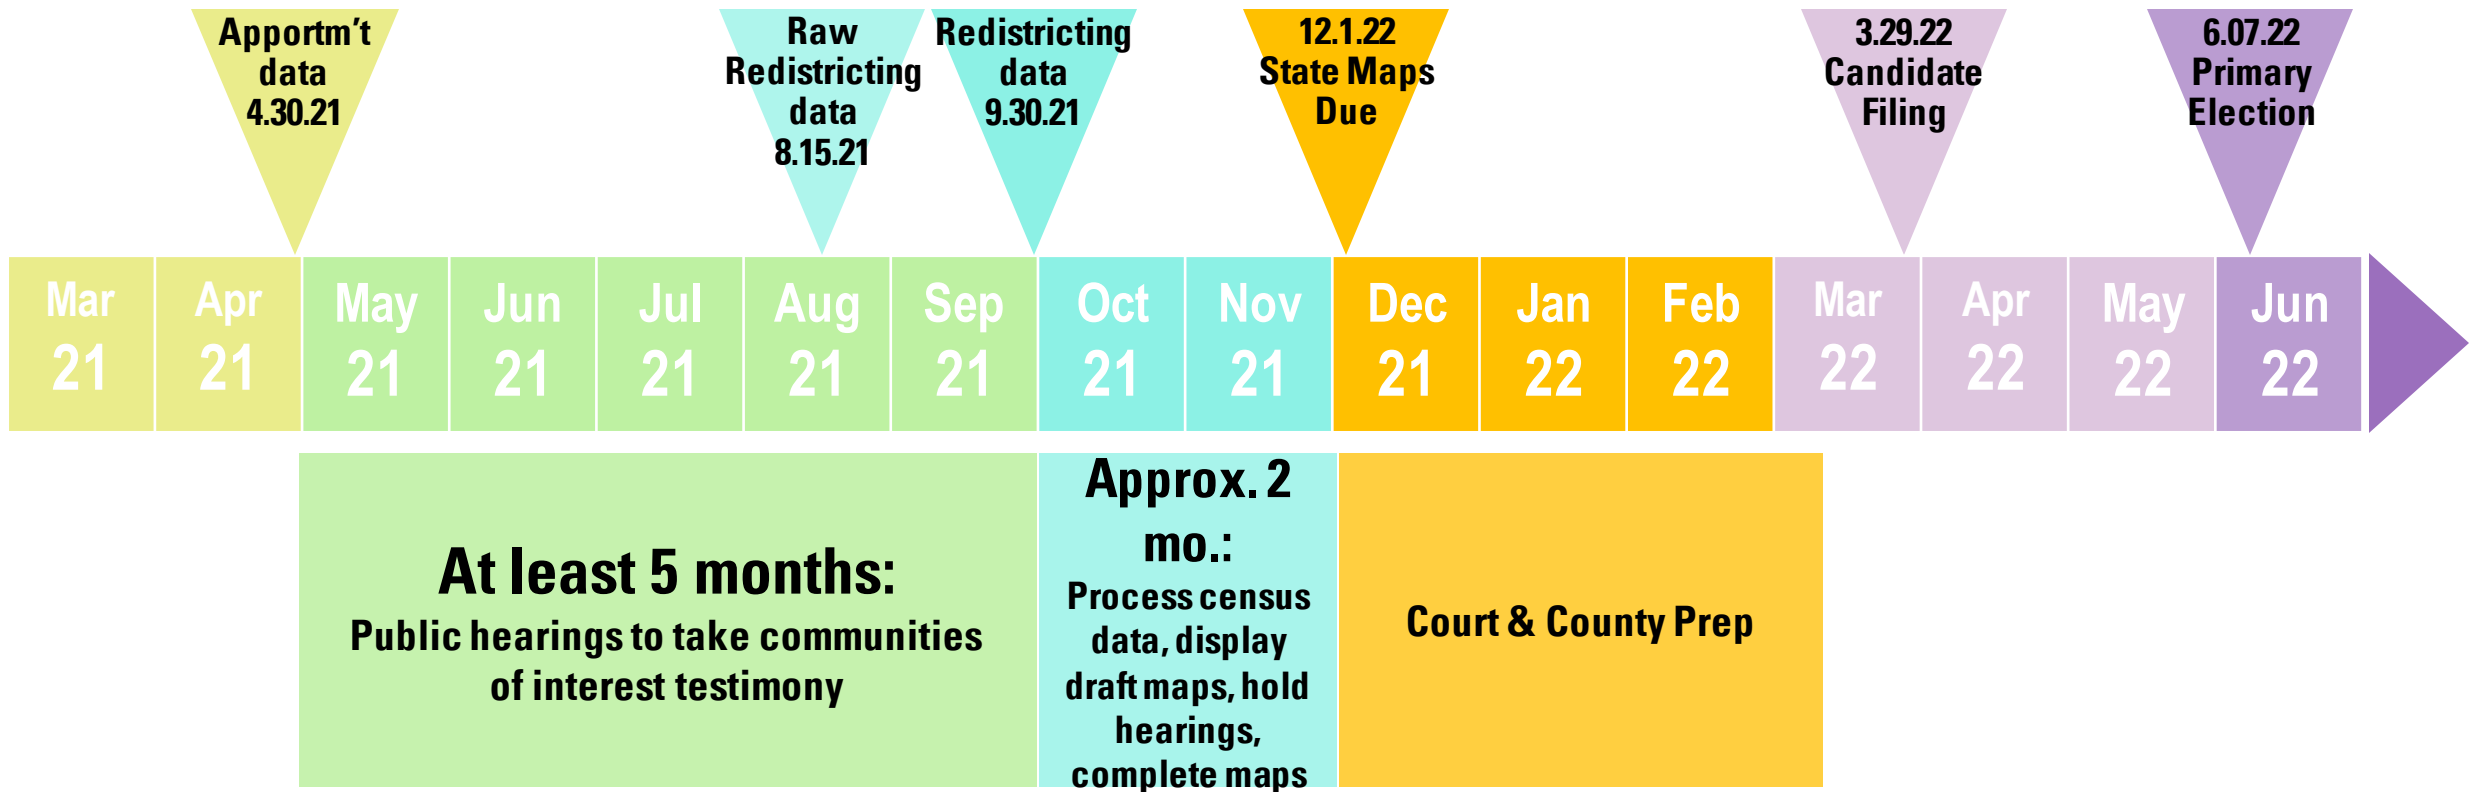 Apportm't
data
4.30.21
Raw
Redistricting
data
8.15.21
Redistricting
data
9.30.21
12.1.22
State Maps
Due
3.29.22
Candidate
Filing
6.07.22
Primary
Election
Mar
21
Apr
21
May
21
Jun
21
Jul
21
Aug
21
Sep
21
Oct
21
Nov
21
Dec
21
Jan
22
Feb
22
Mar
22
Apr
22
May
22
Jun
22
At least 5 months:
Public hearings to take communities
of interest testimony
Approx. 2
mo.:
Process census
data, display
draft maps, hold
hearings,
complete maps
Court & County Prep